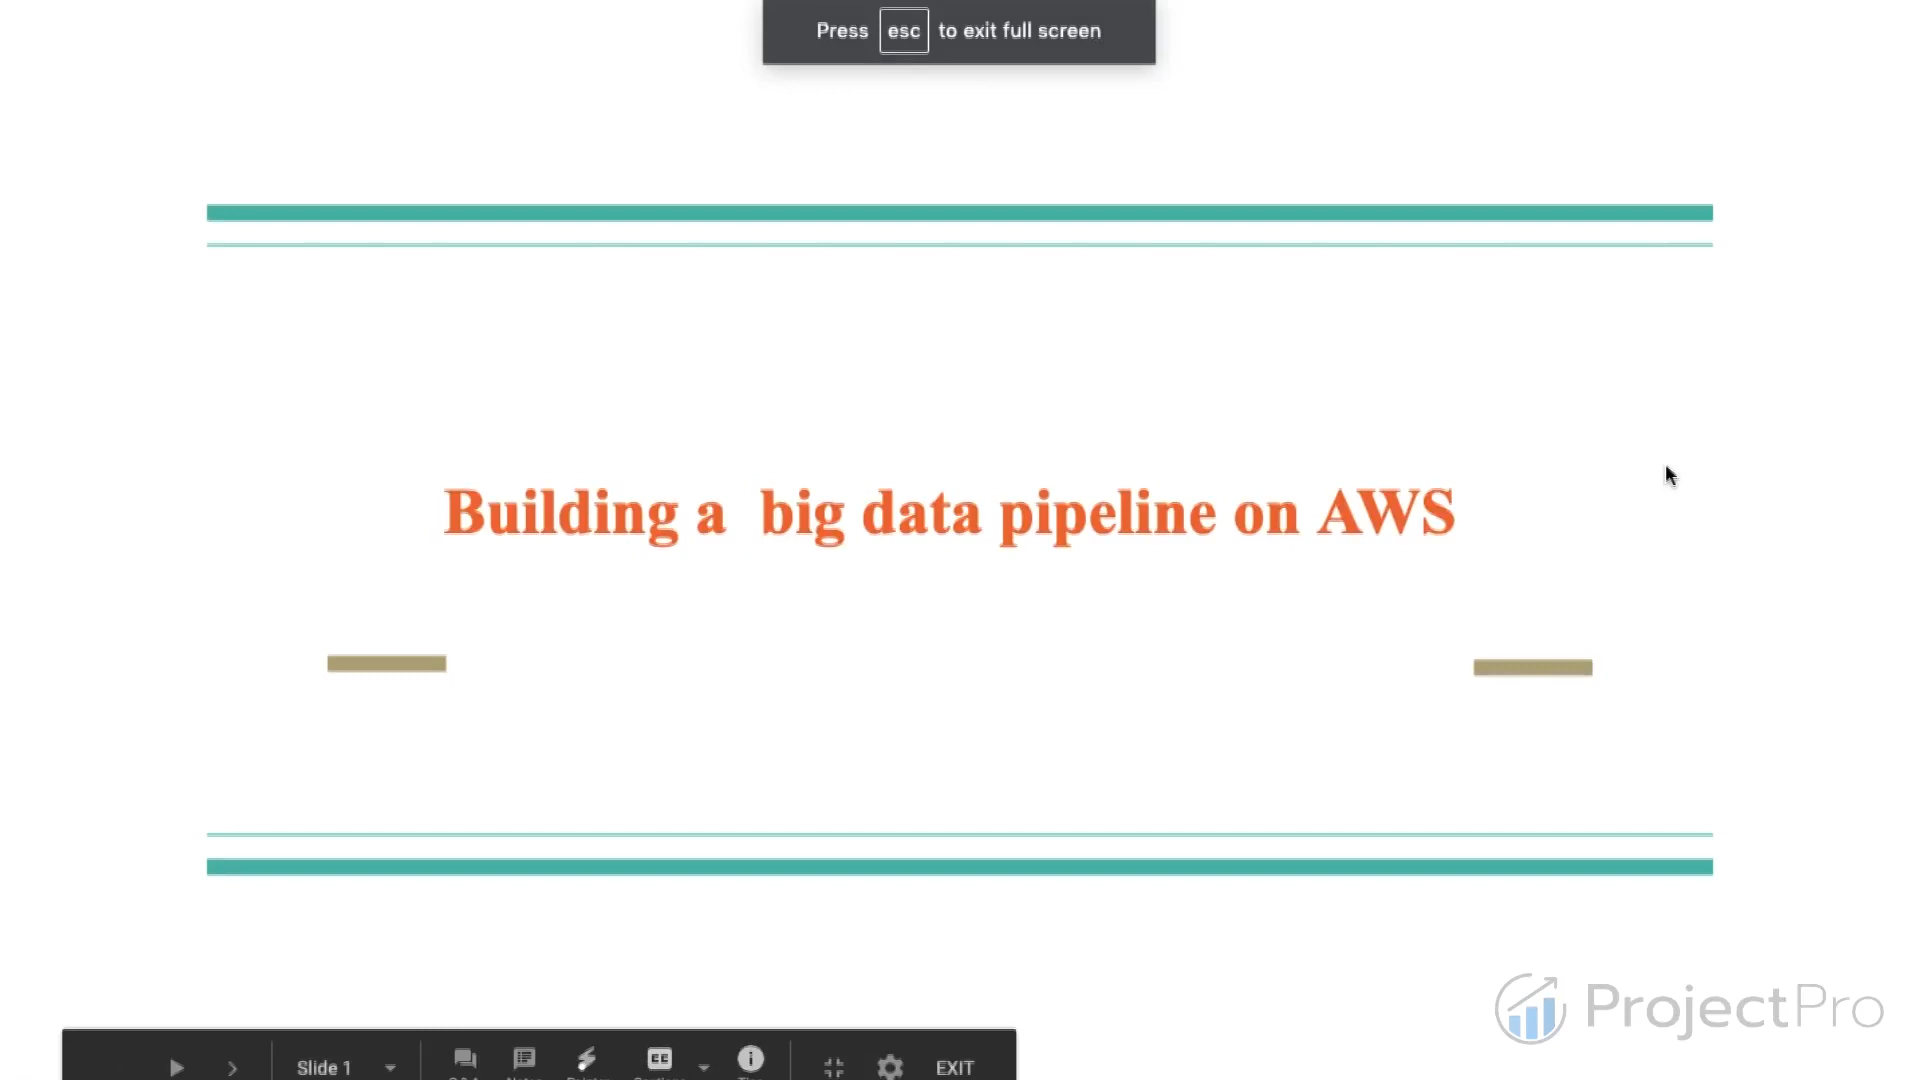 Press esc to exit full screen
Building a  big data pipeline on AWS
ProjectPro
Slide 1
EXIT